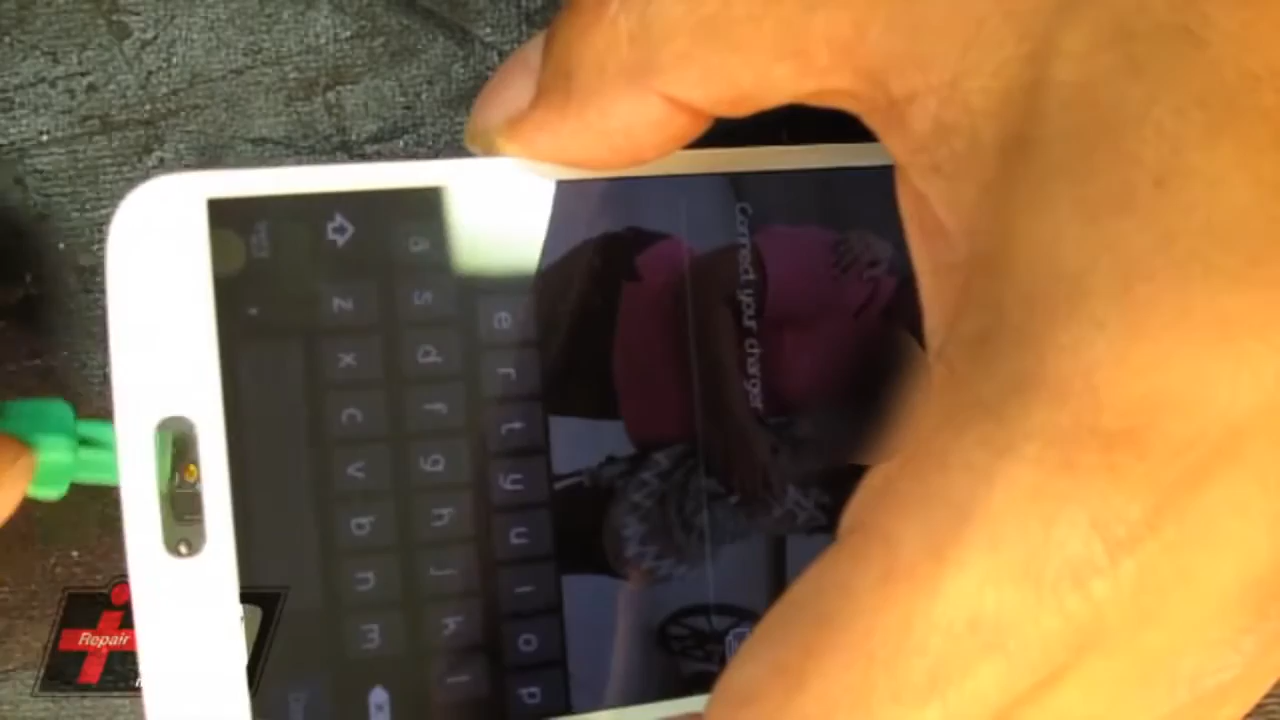 Connect your charger
e r t y u i o p
a s d f g h j k l
z x c v b n m
,
Repair